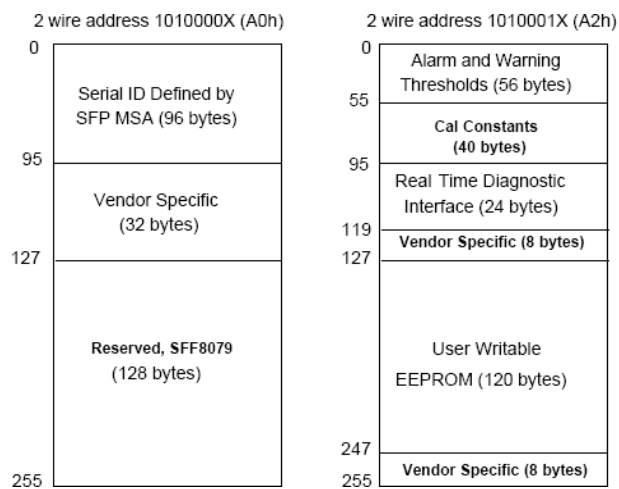 2 wire address 1010000X (A0h)
0
Serial ID Defined by
SFP MSA (96 bytes)
95
Vendor Specific
(32 bytes)
127
Reserved, SFF8079
(128 bytes)
255
2 wire address 1010001X (A2h)
0
Alarm and Warning
Thresholds (56 bytes)
55
Cal Constants
(40 bytes)
95
Real Time Diagnostic
Interface (24 bytes)
119
Vendor Specific (8 bytes)
127
User Writable
EEPROM (120 bytes)
247
Vendor Specific (8 bytes)
255